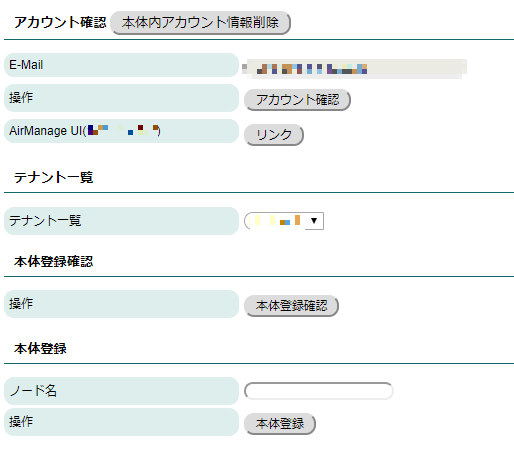 アカウント確認 本体内アカウント情報削除
E-Mail
操作 アカウント確認
AirManage UI( ) リンク
テナント一覧
テナント一覧
本体登録確認
操作 本体登録確認
本体登録
ノード名
操作 本体登録